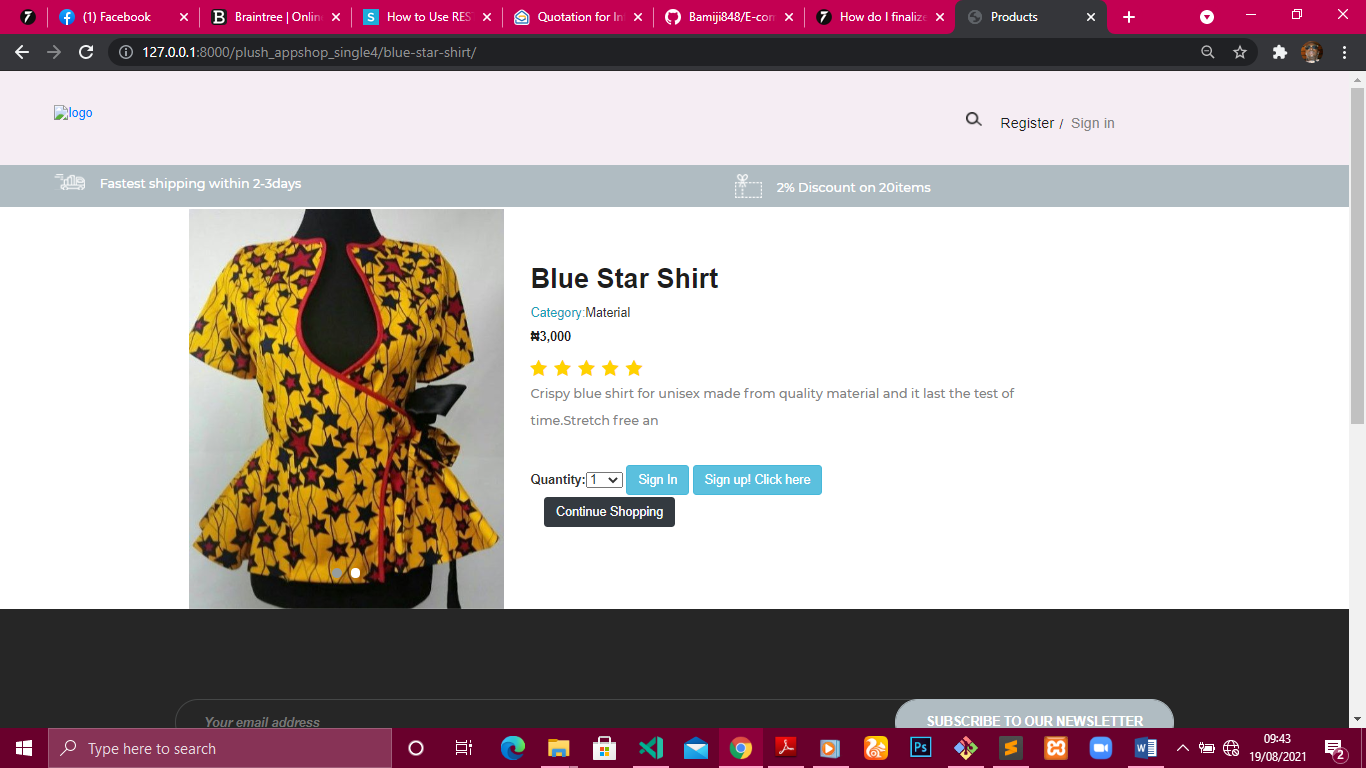 (1) Facebook
Braintree | Onlin
How to Use RES
Quotation for In
Bamiji848/E-com
How do I finalize
Products
127.0.0.1:8000/plush_appshop_single4/blue-star-shirt/
logo
Register / Sign in
Fastest shipping within 2-3days
2% Discount on 20items
Blue Star Shirt
Category:Material
₦3,000
Crispy blue shirt for unisex made from quality material and it last the test of
time.Stretch free an
Quantity: 1 Sign In Sign up! Click here
Continue Shopping
Your email address
SUBSCRIBE TO OUR NEWSLETTER
Type here to search
09:43
19/08/2021
2